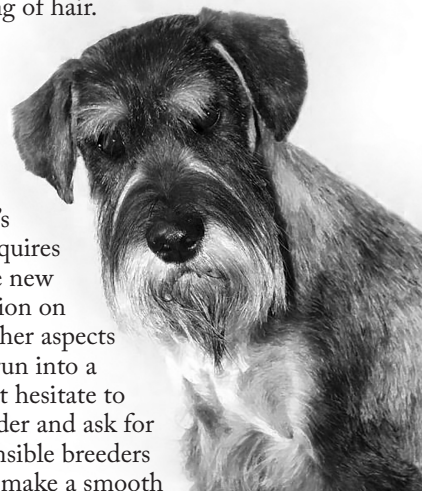 ng of hair.
's
quires
e new
ion on
her aspects
run into a
t hesitate to
der and ask for
nsible breeders
make a smooth